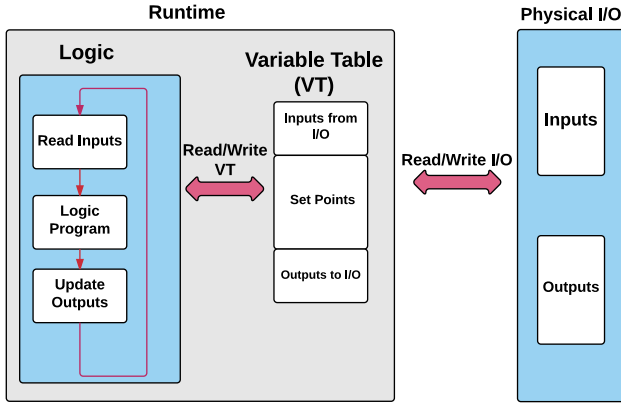 Runtime
Physical I/O
Logic
Variable Table
(VT)
Read Inputs
Logic
Program
Update
Outputs
Read/Write
VT
Inputs from
I/O
Set Points
Outputs to I/O
Read/Write I/O
Inputs
Outputs